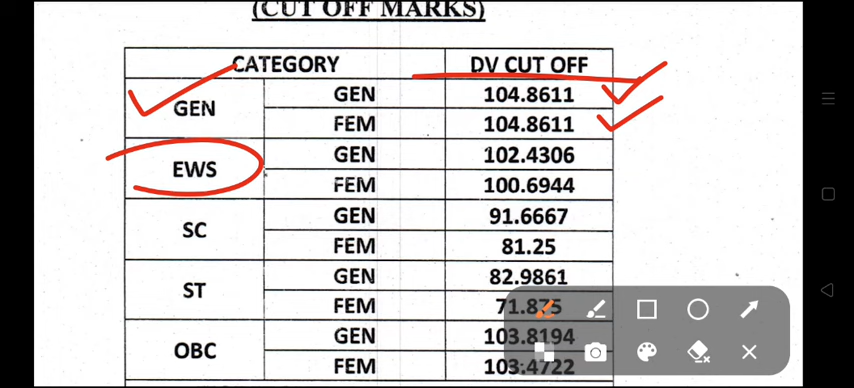 (CUT OFF MARKS)
CATEGORY DV CUT OFF
GEN GEN 104.8611
FEM 104.8611
EWS GEN 102.4306
FEM 100.6944
SC GEN 91.6667
FEM 81.25
ST GEN 82.9861
FEM 71.875
OBC GEN 103.8194
FEM 103.4722